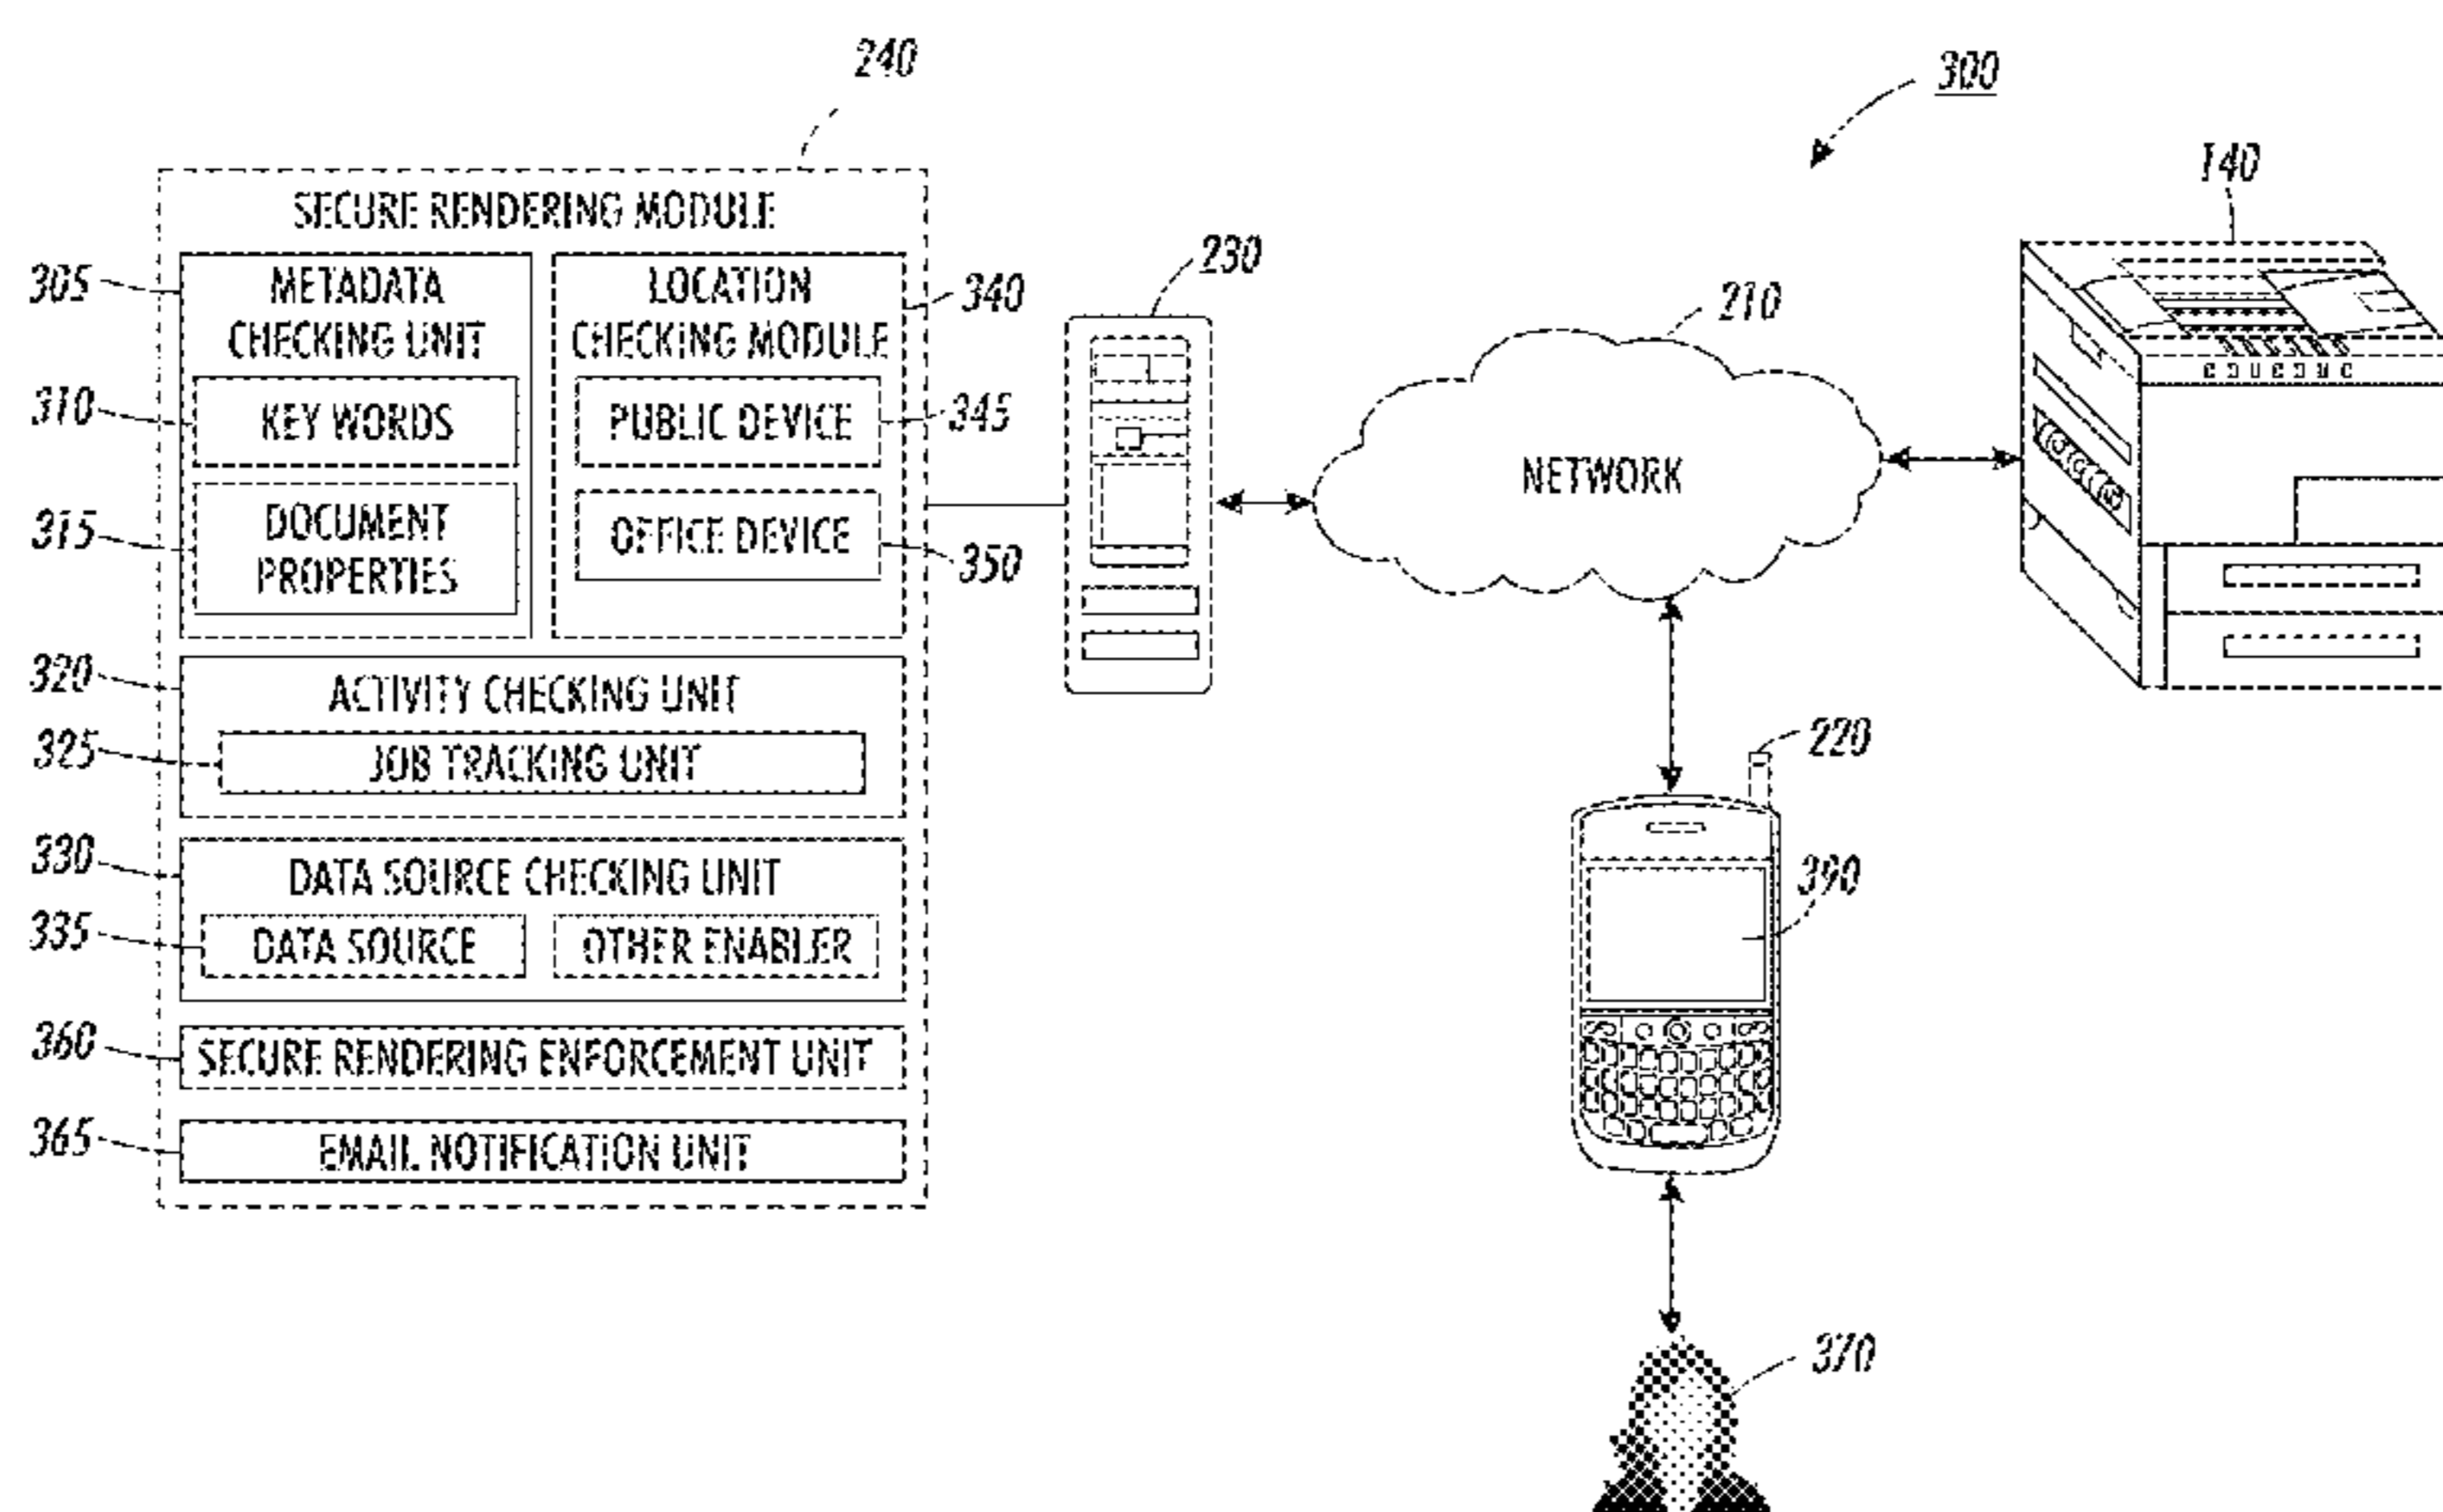 240
300
140
SECURE RENDERING MODULE
230
305
METADATA
CHECKING UNIT
LOCATION
CHECKING MODULE
340
210
310
KEY WORDS
PUBLIC DEVICE
345
NETWORK
315
DOCUMENT
PROPERTIES
OFFICE DEVICE
350
320
ACTIVITY CHECKING UNIT
325
JOB TRACKING UNIT
220
330
DATA SOURCE CHECKING UNIT
390
335
DATA SOURCE
OTHER ENABLER
360
SECURE RENDERING ENFORCEMENT UNIT
365
EMAIL NOTIFICATION UNIT
370